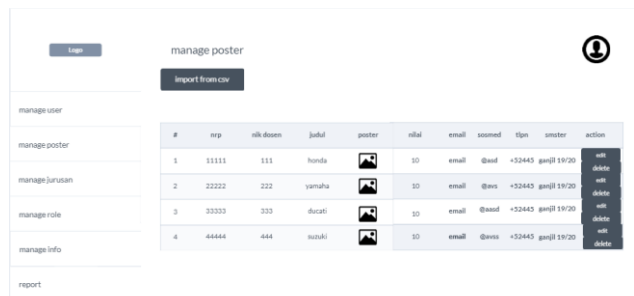 Logo
manage poster
import from csv
manage user
manage poster
manage jurusan
manage role
manage info
report
# nrp nik dosen judul poster nilai email sosmed tlpn smster action
1 11111 111 honda 10 email @asd +52445 ganjil 19/20 edit delete
2 22222 222 yamaha 10 email @avs +52445 ganjil 19/20 edit delete
3 33333 333 ducati 10 email @aasd +52445 ganjil 19/20 edit delete
4 44444 444 suzuki 10 email @avss +52445 ganjil 19/20 edit delete